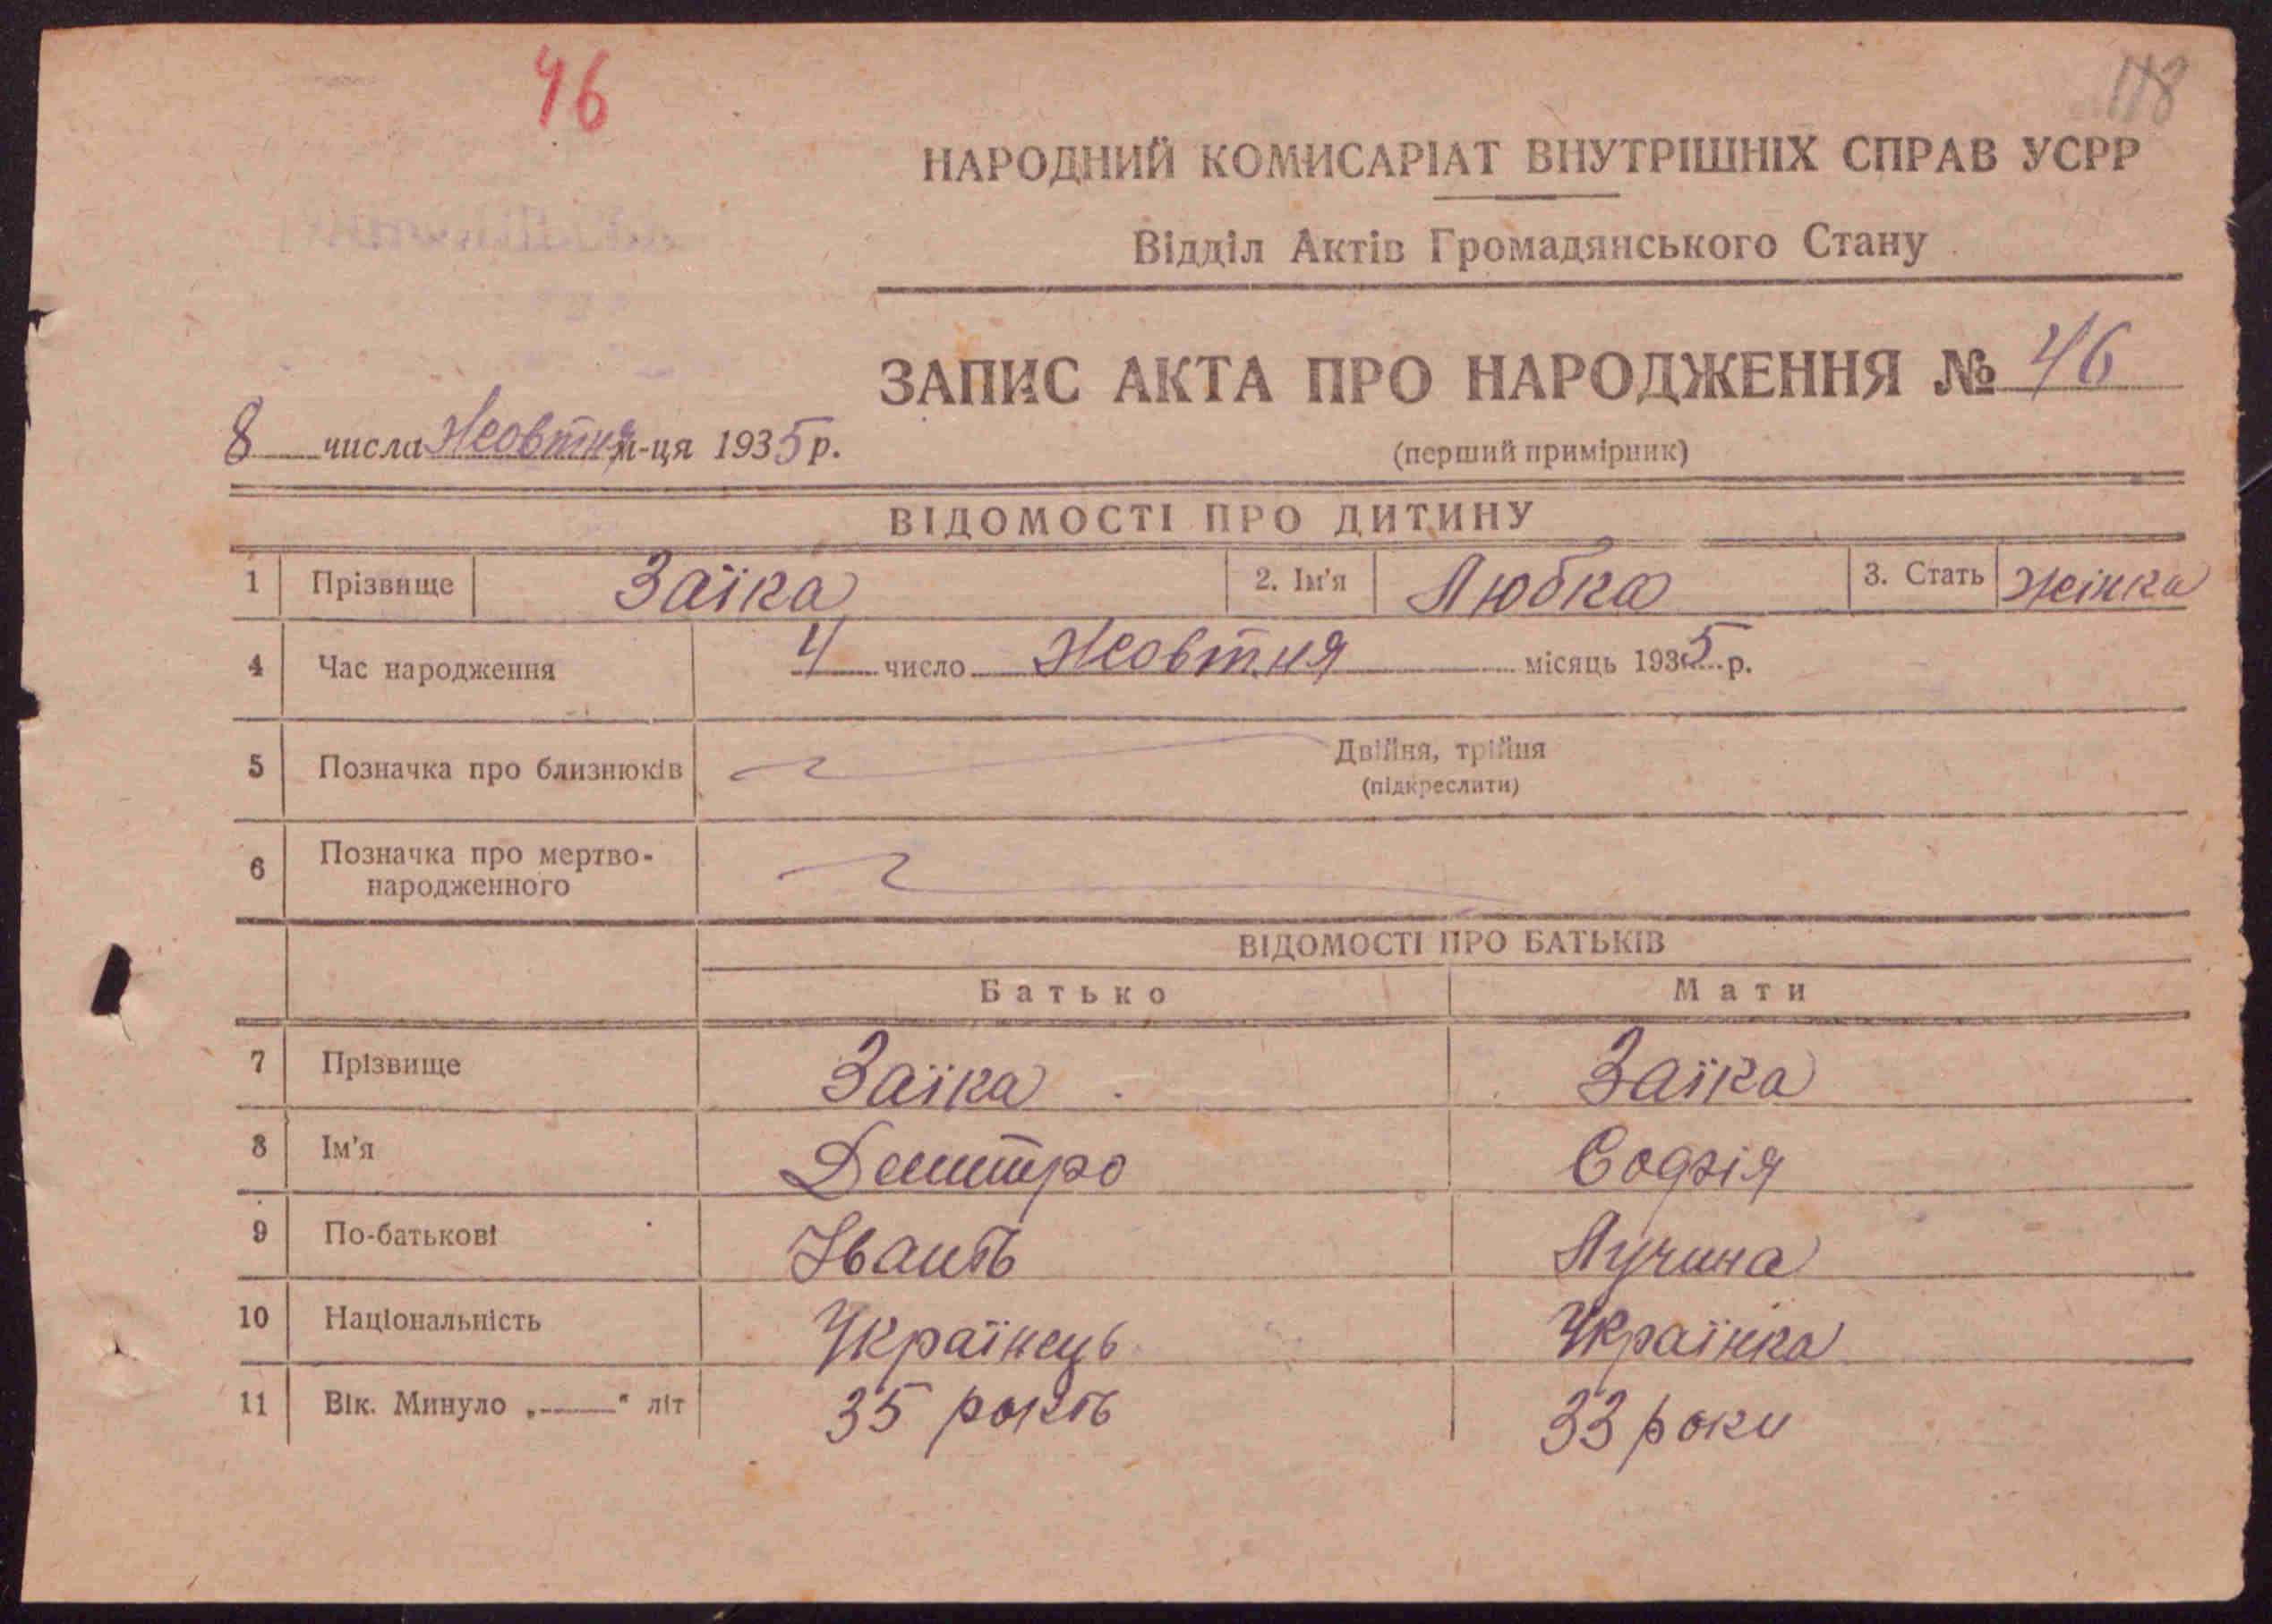 46
118
НАРОДНИЙ КОМИСАРІАТ ВНУТРІШНІХ СПРАВ УСРР
Відділ Актів Громадянського Стану
ЗАПИС АКТА ПРО НАРОДЖЕННЯ № 46
8 числа Жовтня м-ця 1935 р.
(перший примірник)
ВІДОМОСТІ ПРО ДИТИНУ
1 Прізвище Заїка 2. Ім'я Любка 3. Стать жінка
4 Час народження 4 число Жовтня місяць 1935 р.
5 Позначка про близнюків Двійня, трійня
(підкреслити)
6 Позначка про мертво-
народженного
ВІДОМОСТІ ПРО БАТЬКІВ
Батько Мати
7 Прізвище Заїка Заїка
8 Ім'я Дмитро Софія
9 По-батькові Іванів Лучина
10 Національність Українець Українка
11 Вік. Минуло „——" літ 35 років 33 роки